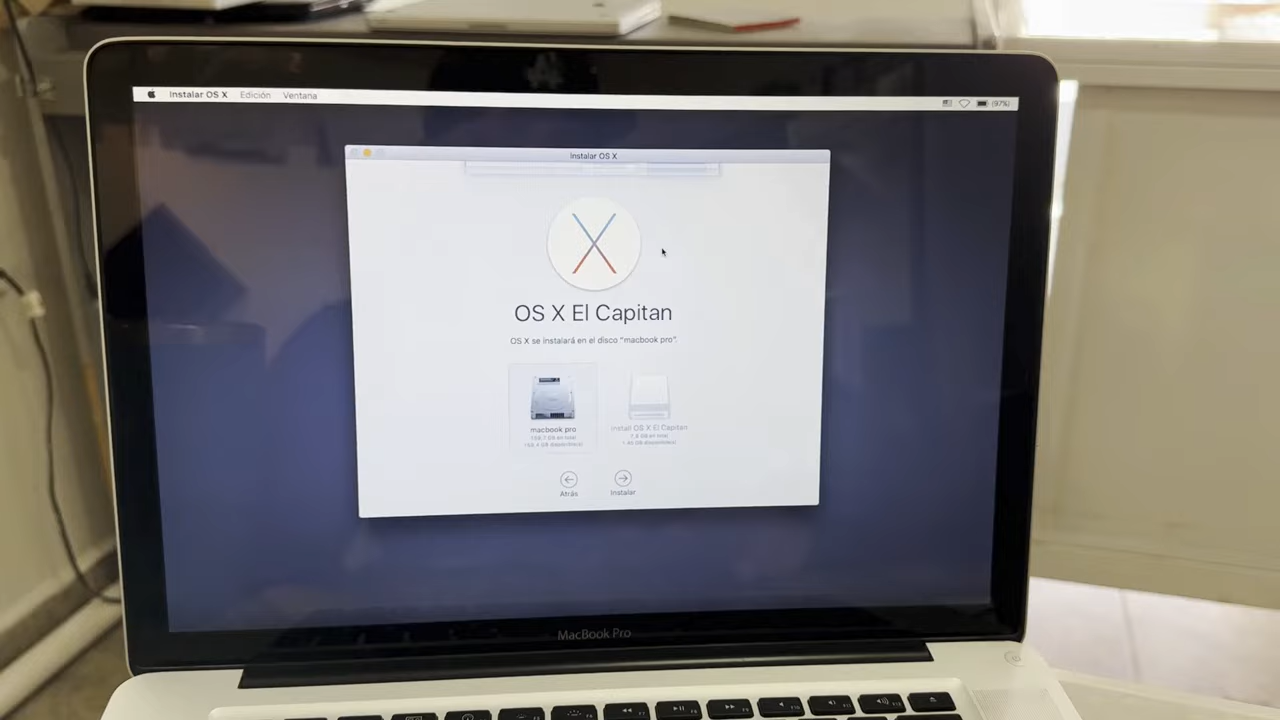 Instalar OS X Edición Ventana (97%)
Instalar OS X
OS X El Capitan
OS X se instalará en el disco "macbook pro".
macbook pro Install OS X El Capitan
Atrás Instalar
MacBook Pro